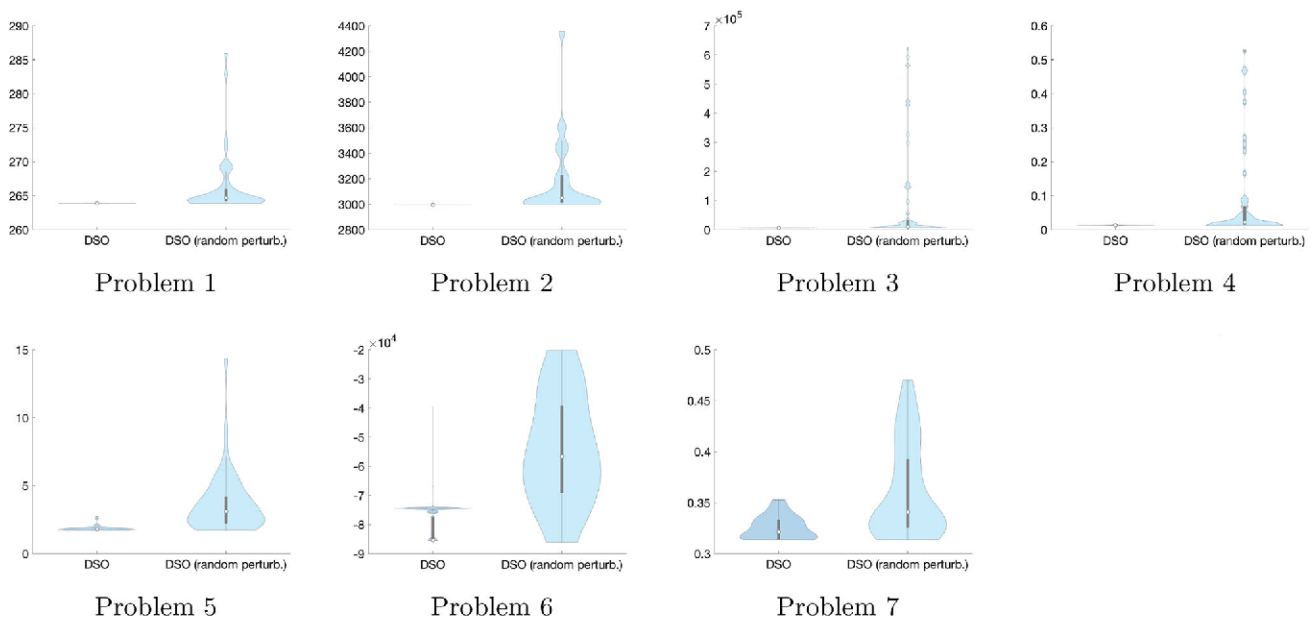 290
285
280
275
270
265
260
DSO
DSO (random perturb.)
Problem 1
4400
4200
4000
3800
3600
3400
3200
3000
2800
DSO
DSO (random perturb.)
Problem 2
×10⁵
7
6
5
4
3
2
1
0
DSO
DSO (random perturb.)
Problem 3
0.6
0.5
0.4
0.3
0.2
0.1
0
DSO
DSO (random perturb.)
Problem 4
15
10
5
0
DSO
DSO (random perturb.)
Problem 5
×10⁴
-2
-3
-4
-5
-6
-7
-8
-9
DSO
DSO (random perturb.)
Problem 6
0.5
0.45
0.4
0.35
0.3
DSO
DSO (random perturb.)
Problem 7